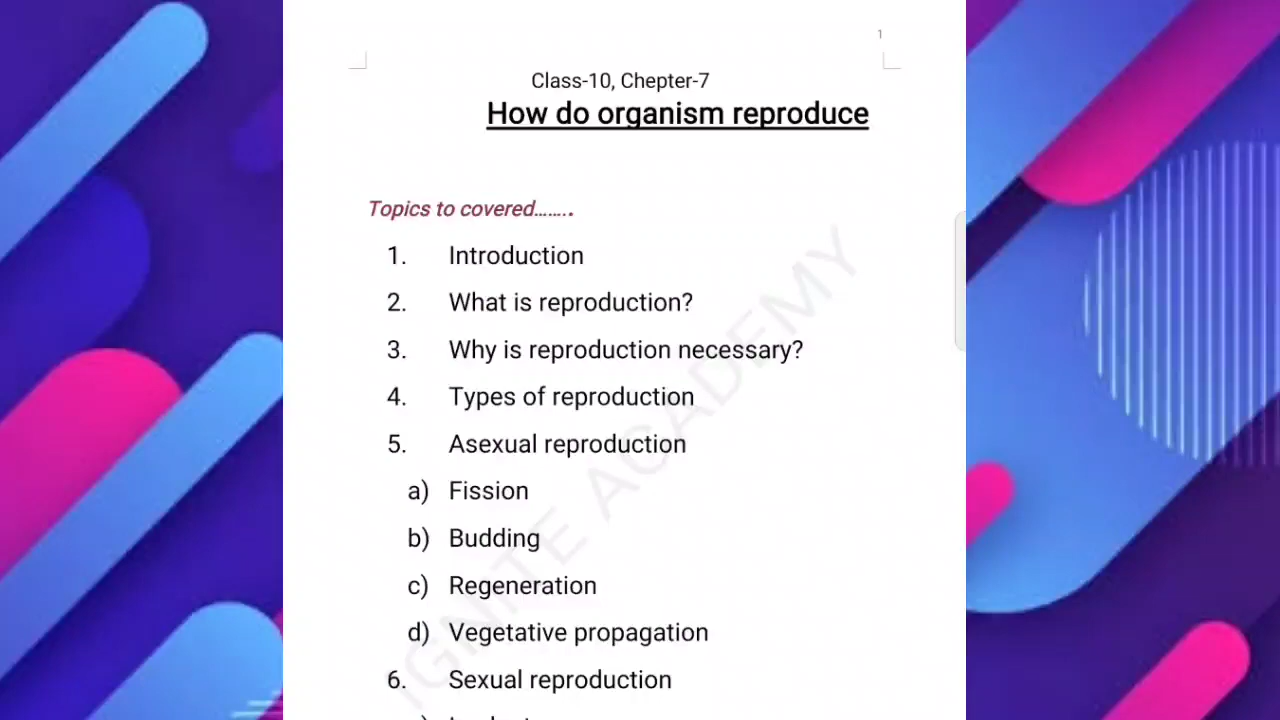 1
Class-10, Chepter-7
How do organism reproduce
Topics to covered……..
1. Introduction
2. What is reproduction?
3. Why is reproduction necessary?
4. Types of reproduction
5. Asexual reproduction
a) Fission
b) Budding
c) Regeneration
d) Vegetative propagation
6. Sexual reproduction
IGNITE ACADEMY